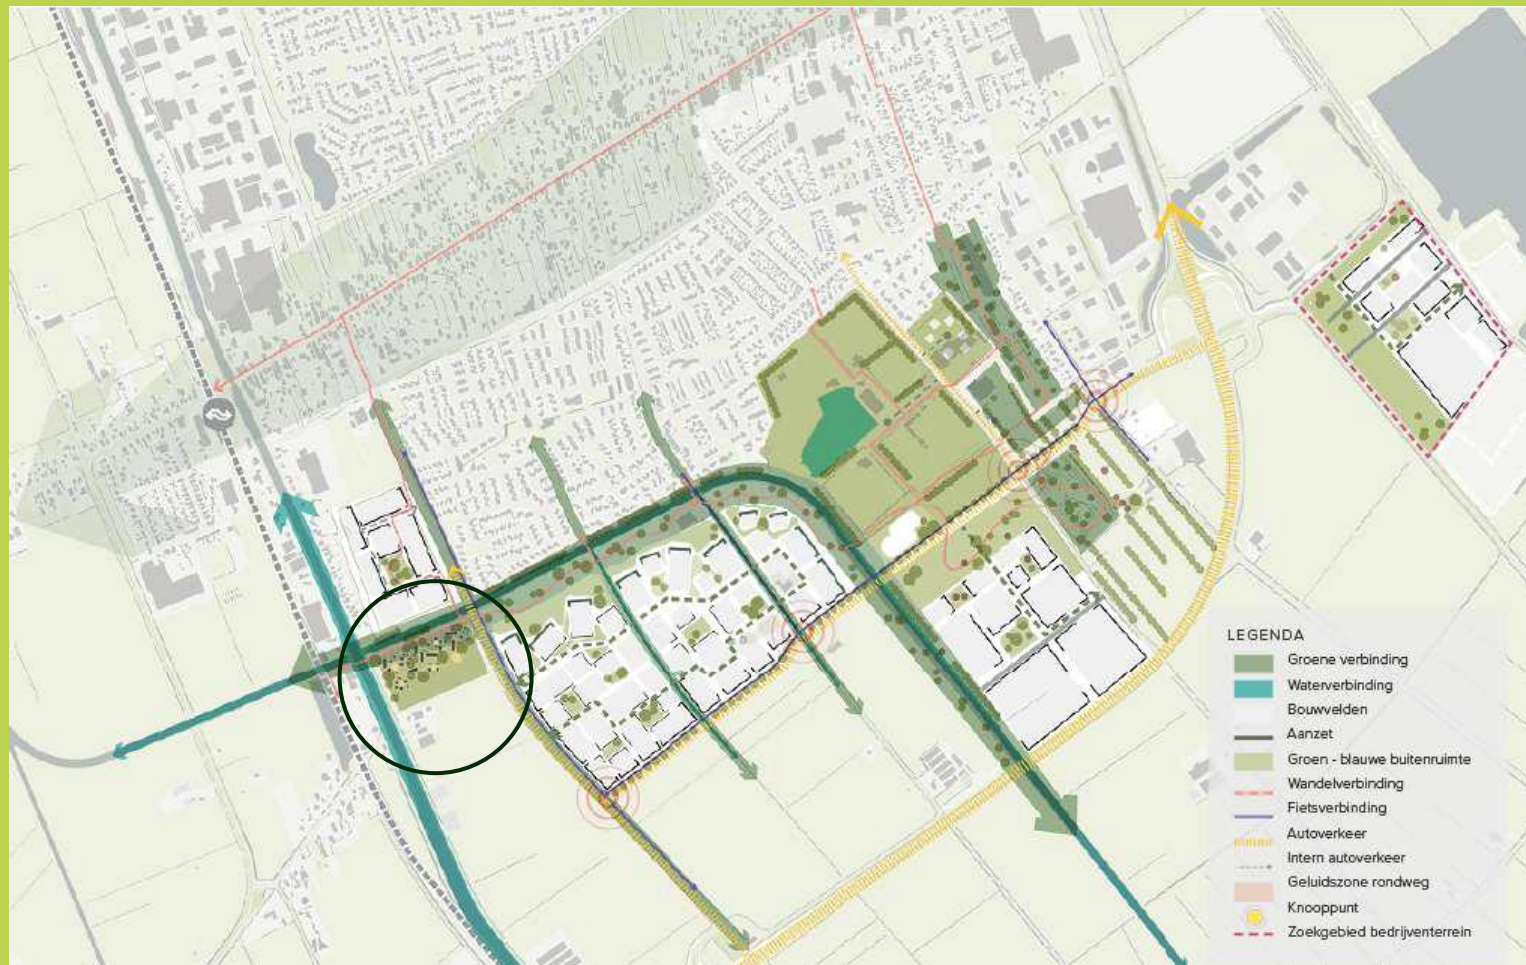 LEGENDA
Groene verbinding
Waterverbinding
Bouwvelden
Aanzet
Groen - blauwe buitenruimte
Wandelverbinding
Fietsverbinding
Autoverkeer
Intern autoverkeer
Geluidszone rondweg
Knooppunt
Zoekgebied bedrijventerrein